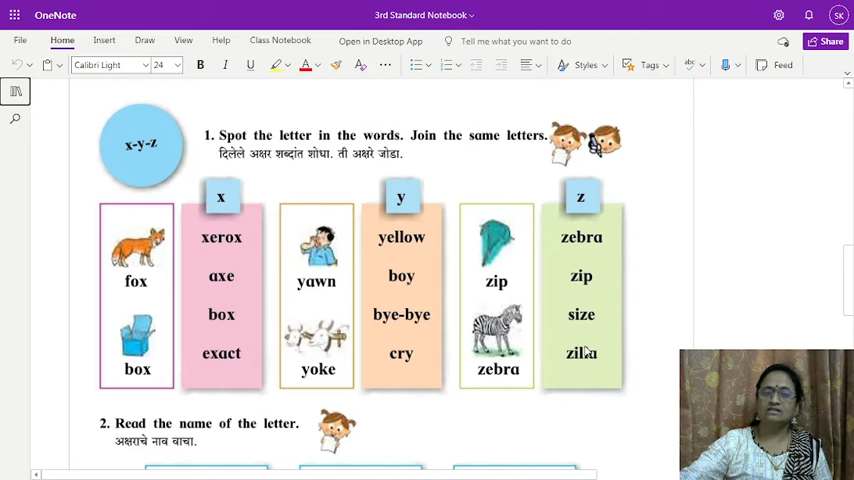 OneNote
3rd Standard Notebook
SK
File Home Insert Draw View Help Class Notebook Open in Desktop App Tell me what you want to do Share
Calibri Light 24 B I U A Styles Tags abc Feed
x-y-z
1. Spot the letter in the words. Join the same letters.
दिलेले अक्षर शब्दांत शोधा. ती अक्षरे जोडा.
x y z
fox
box
xerox
axe
box
exact
yawn
yoke
yellow
boy
bye-bye
cry
zip
zebra
zebra
zip
size
zilla
2. Read the name of the letter.
अक्षराचे नाव वाचा.